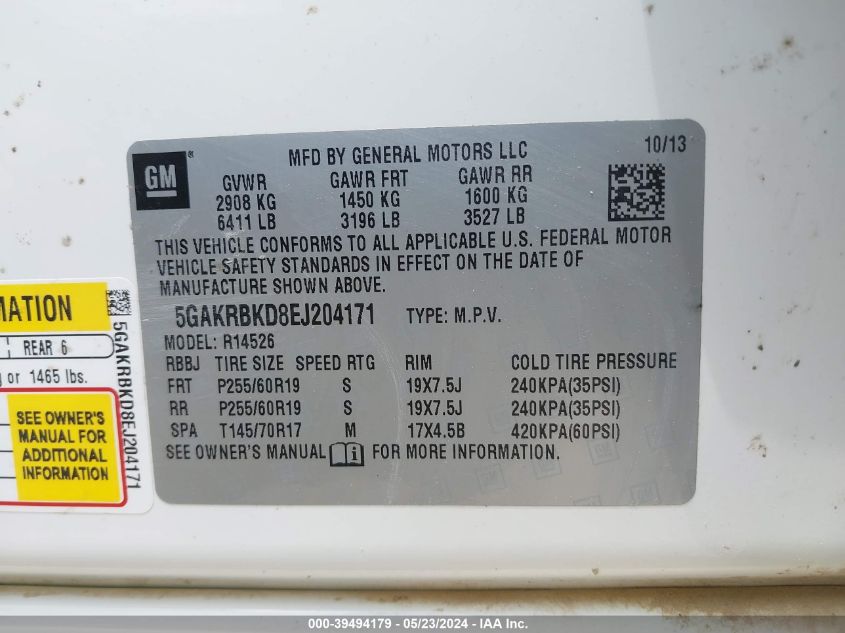 GM ®
MFD BY GENERAL MOTORS LLC
10/13
GVWR GAWR FRT GAWR RR
2908 KG 1450 KG 1600 KG
6411 LB 3196 LB 3527 LB
THIS VEHICLE CONFORMS TO ALL APPLICABLE U.S. FEDERAL MOTOR
VEHICLE SAFETY STANDARDS IN EFFECT ON THE DATE OF
MANUFACTURE SHOWN ABOVE.
5GAKRBKD8EJ204171 TYPE: M.P.V.
MODEL: R14526
RBBJ TIRE SIZE SPEED RTG RIM COLD TIRE PRESSURE
FRT P255/60R19 S 19X7.5J 240KPA(35PSI)
RR P255/60R19 S 19X7.5J 240KPA(35PSI)
SPA T145/70R17 M 17X4.5B 420KPA(60PSI)
SEE OWNER'S MANUAL i FOR MORE INFORMATION.
GM
REAR 6
or 1465 lbs.
SEE OWNER'S
MANUAL FOR
ADDITIONAL
INFORMATION
5GAKRBKD8EJ204171
000-39494179 - 05/23/2024 - IAA Inc.